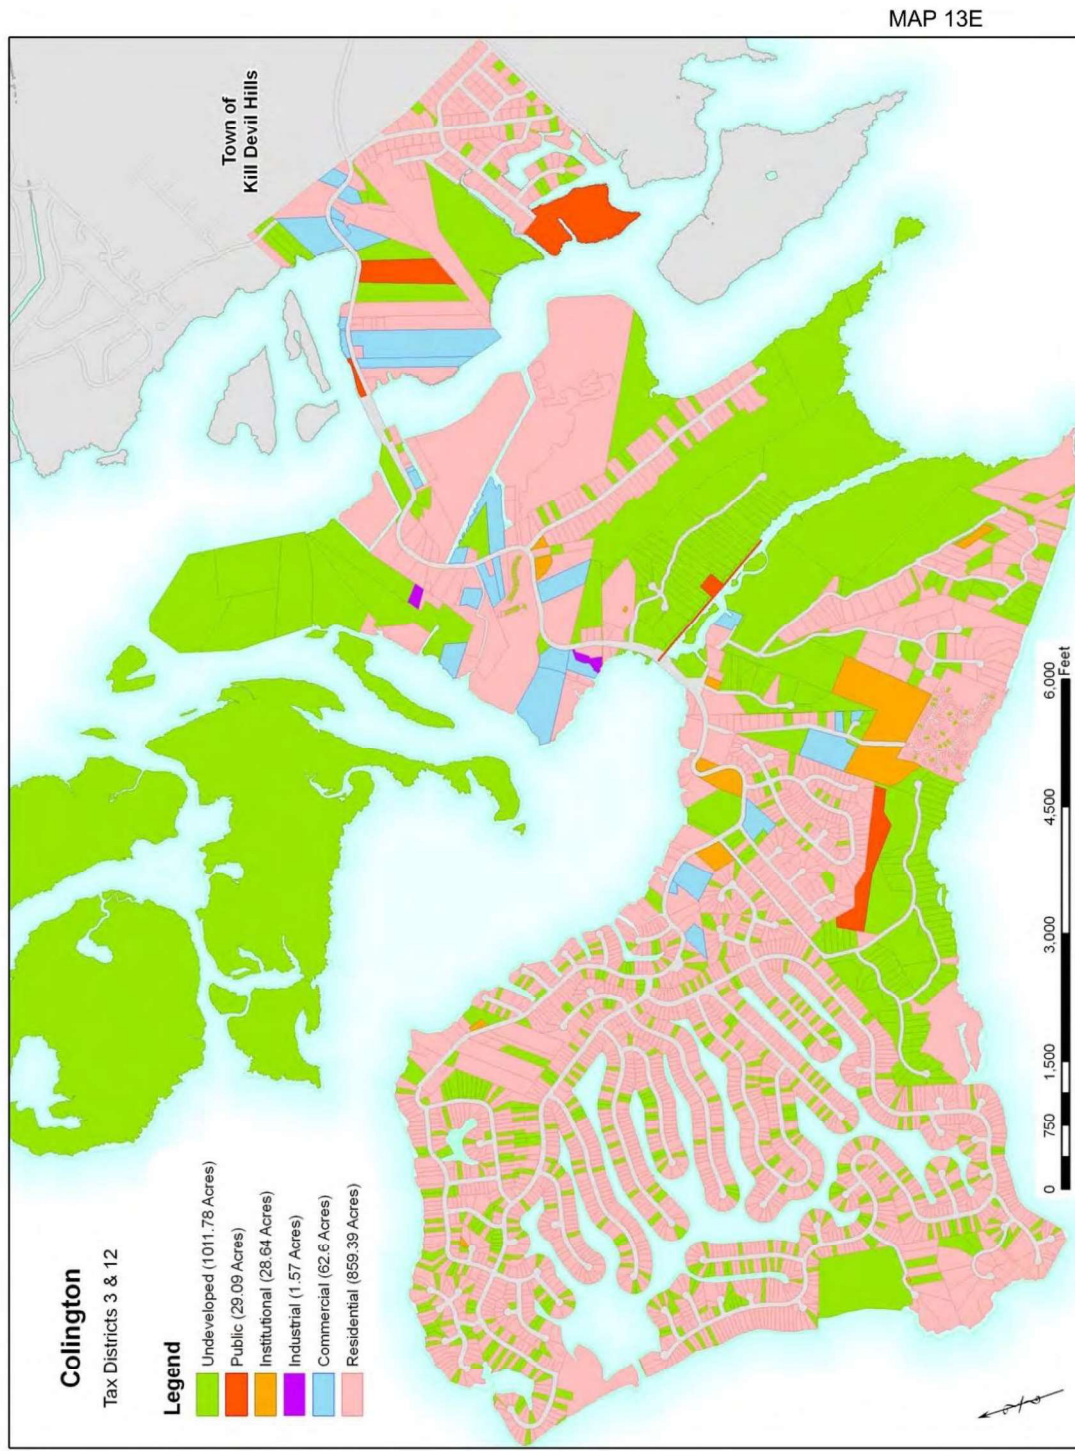 MAP 13E
Town of
Kill Devil Hills
Colington
Tax Districts 3 & 12
Legend
Undeveloped (1011.78 Acres)
Public (29.09 Acres)
Institutional (28.64 Acres)
Industrial (1.57 Acres)
Commercial (62.6 Acres)
Residential (859.39 Acres)
0 750 1,500 3,000 4,500 6,000
Feet